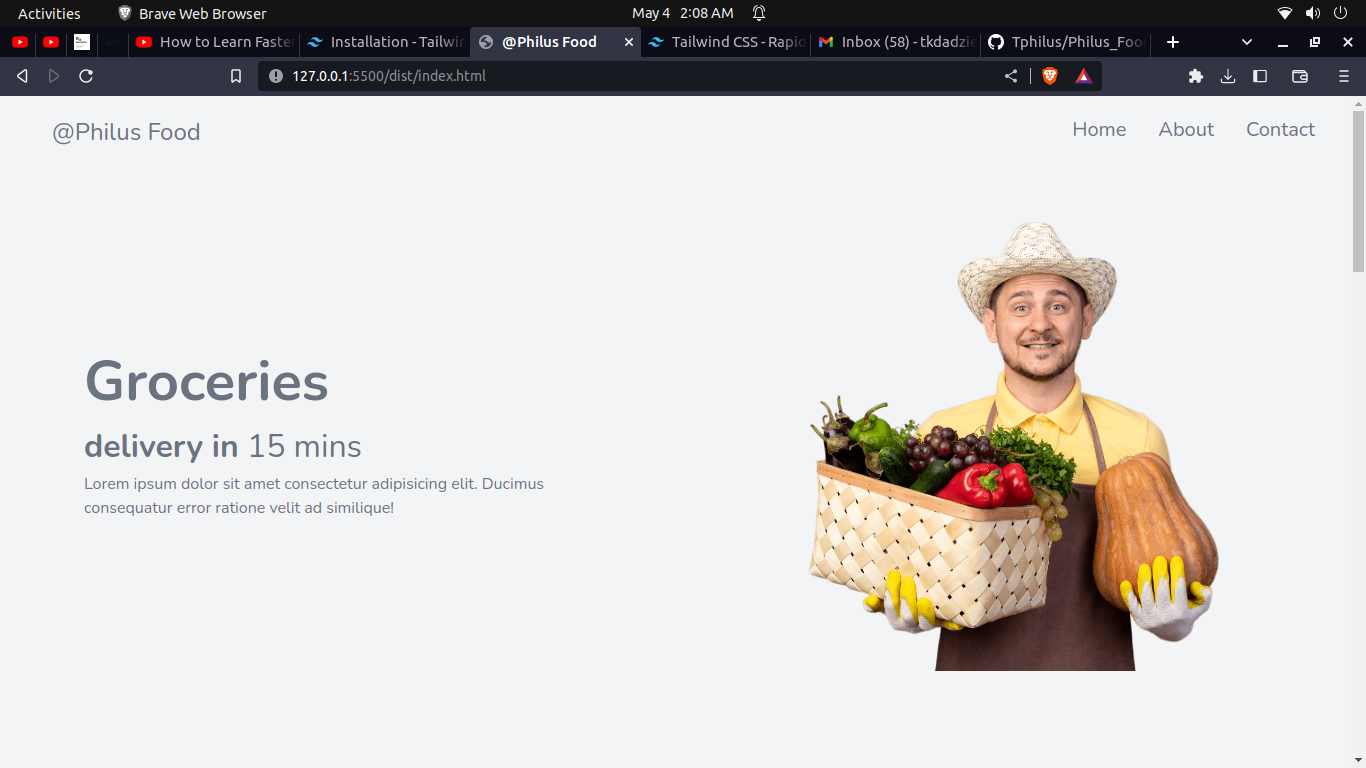 Activities
Brave Web Browser
May 4 2:08 AM
How to Learn Faste
Installation - Tailwin
@Philus Food
Tailwind CSS - Rapid
Inbox (58) - tkdadzie
Tphilus/Philus_Foo
127.0.0.1:5500/dist/index.html
@Philus Food
Home
About
Contact
Groceries
delivery in 15 mins
Lorem ipsum dolor sit amet consectetur adipisicing elit. Ducimus
consequatur error ratione velit ad similique!